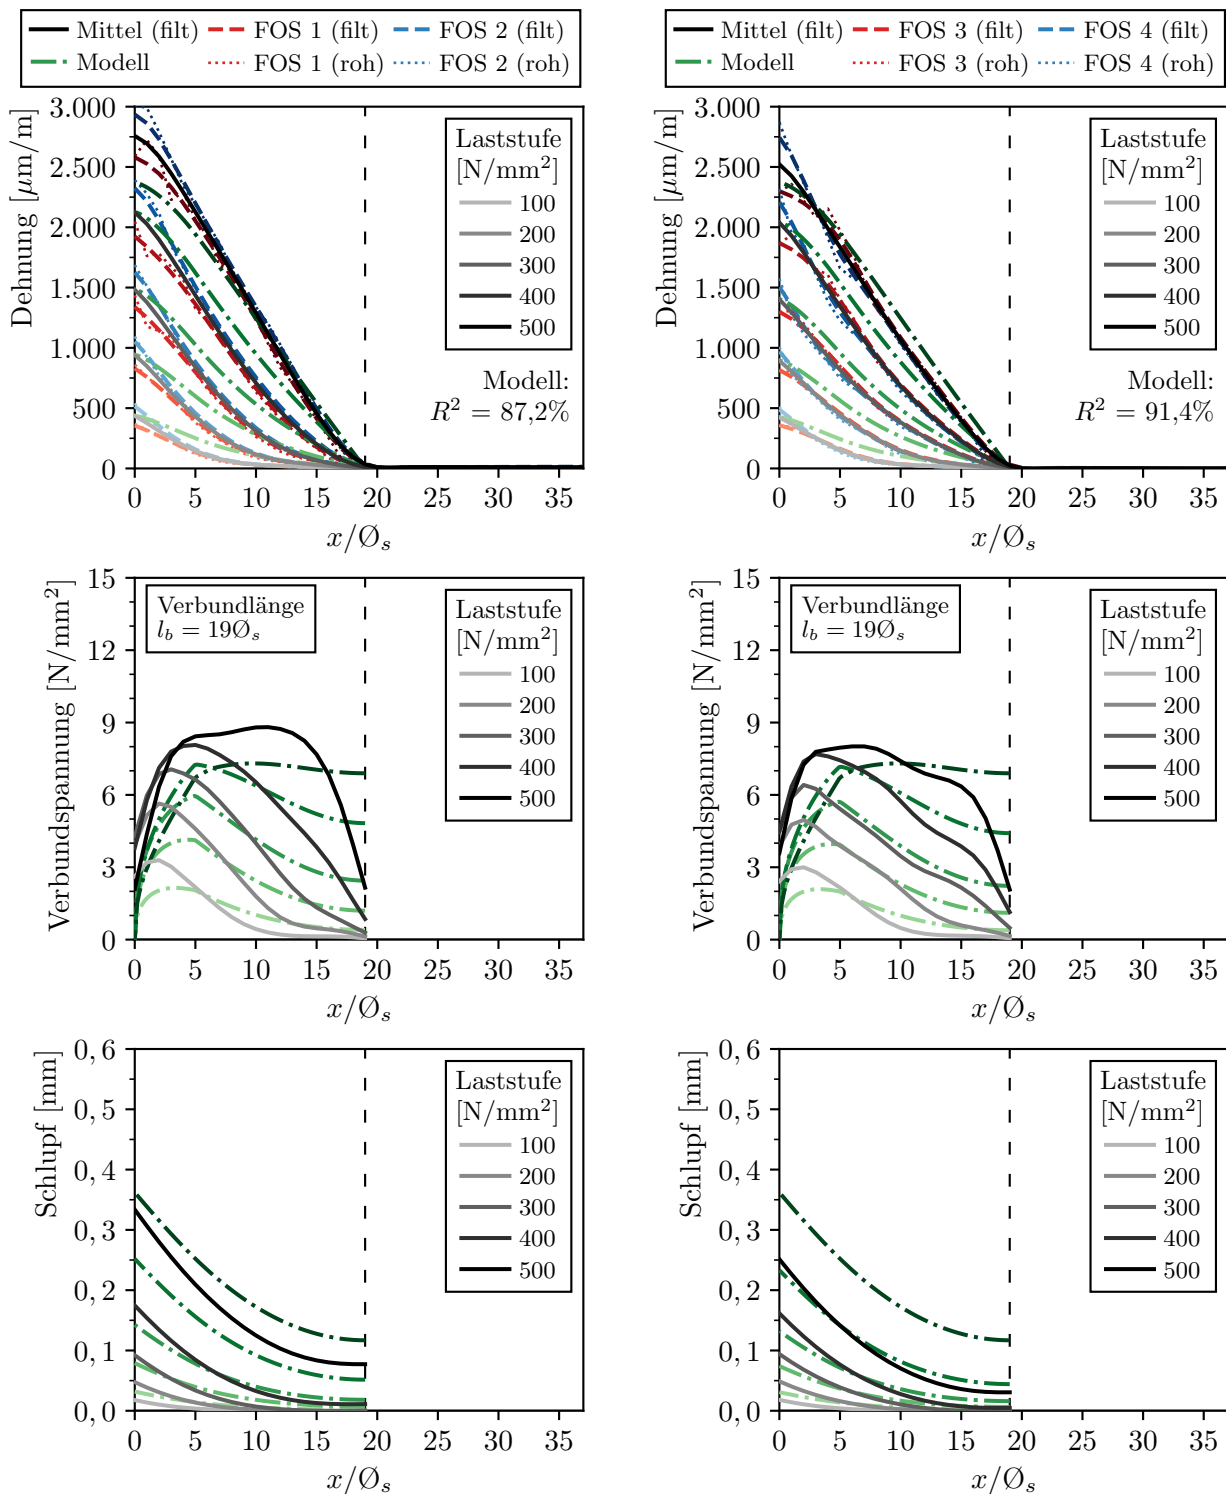 Mittel (filt) FOS 1 (filt) FOS 2 (filt)
Modell FOS 1 (roh) FOS 2 (roh)
Mittel (filt) FOS 3 (filt) FOS 4 (filt)
Modell FOS 3 (roh) FOS 4 (roh)
Dehnung [µm/m]
3.000
2.500
2.000
1.500
1.000
500
0
0 5 10 15 20 25 30 35
x/Ø_s
Laststufe
[N/mm²]
100
200
300
400
500
Modell:
R² = 87,2%
Dehnung [µm/m]
3.000
2.500
2.000
1.500
1.000
500
0
0 5 10 15 20 25 30 35
x/Ø_s
Laststufe
[N/mm²]
100
200
300
400
500
Modell:
R² = 91,4%
Verbundspannung [N/mm²]
15
12
9
6
3
0
0 5 10 15 20 25 30 35
x/Ø_s
Verbundlänge
l_b = 19Ø_s
Laststufe
[N/mm²]
100
200
300
400
500
Verbundspannung [N/mm²]
15
12
9
6
3
0
0 5 10 15 20 25 30 35
x/Ø_s
Verbundlänge
l_b = 19Ø_s
Laststufe
[N/mm²]
100
200
300
400
500
Schlupf [mm]
0,6
0,5
0,4
0,3
0,2
0,1
0,0
0 5 10 15 20 25 30 35
x/Ø_s
Laststufe
[N/mm²]
100
200
300
400
500
Schlupf [mm]
0,6
0,5
0,4
0,3
0,2
0,1
0,0
0 5 10 15 20 25 30 35
x/Ø_s
Laststufe
[N/mm²]
100
200
300
400
500